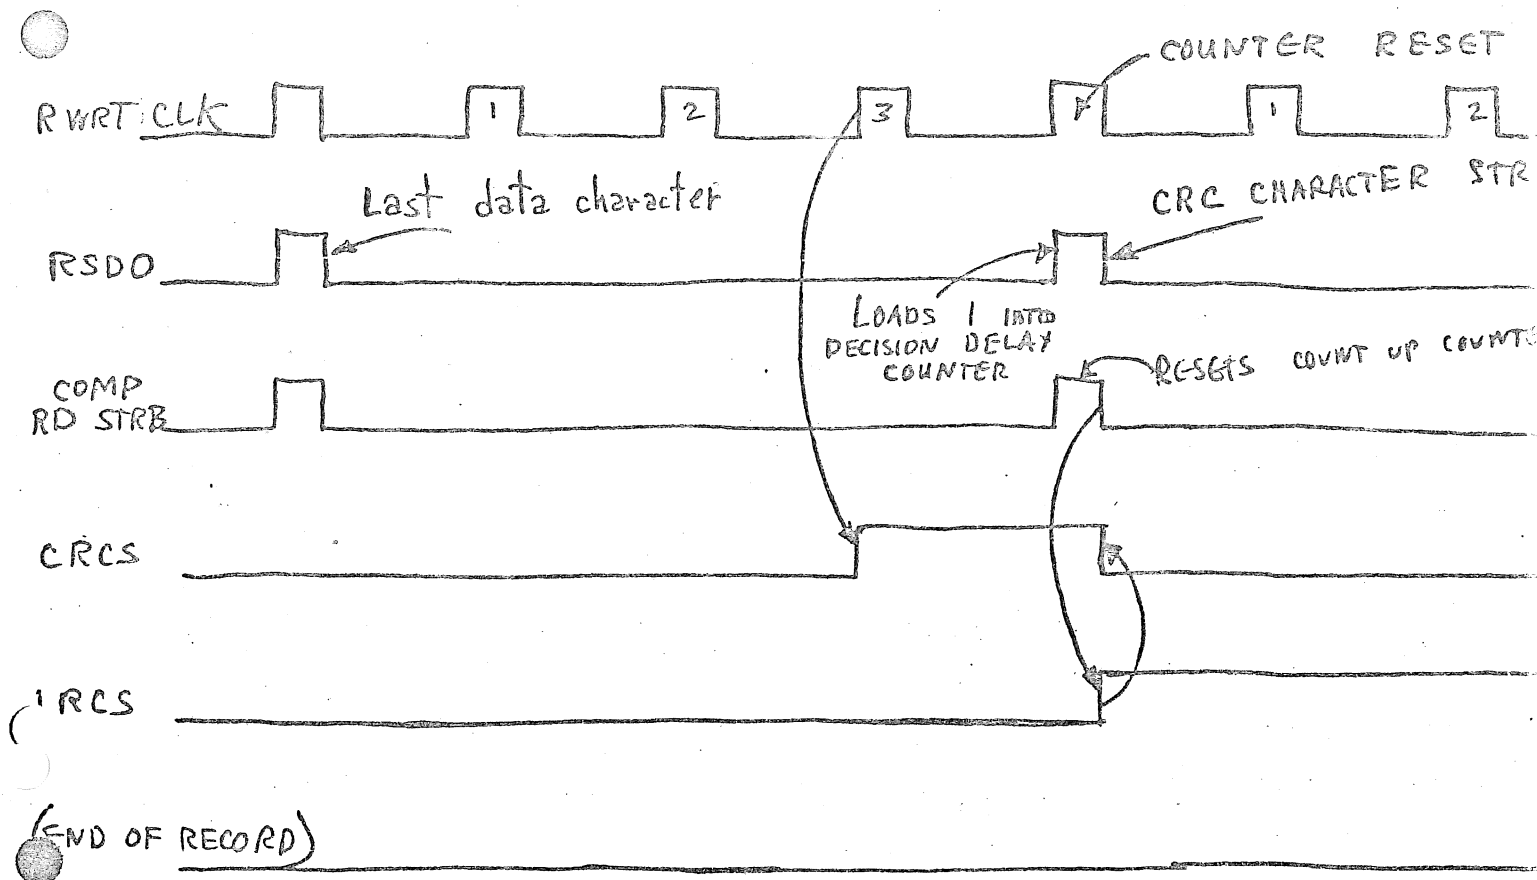 COUNTER RESET
RWRT CLK
1
2
3
1
2
Last data character
CRC CHARACTER STR
RSDO
LOADS 1 INTO
DECISION DELAY
COUNTER
RESETS COUNT UP COUNTE
COMP
RD STRB
CRCS
RCS
(END OF RECORD)